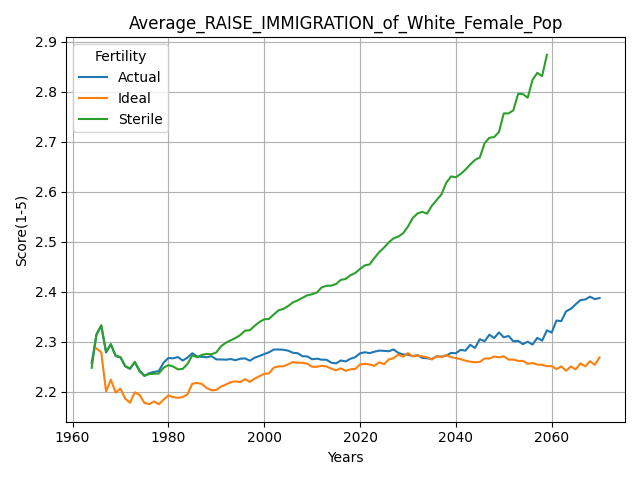 Average_RAISE_IMMIGRATION_of_White_Female_Pop
Fertility
Actual
Ideal
Sterile
Score(1-5)
2.9
2.8
2.7
2.6
2.5
2.4
2.3
2.2
1960
1980
2000
2020
2040
2060
Years